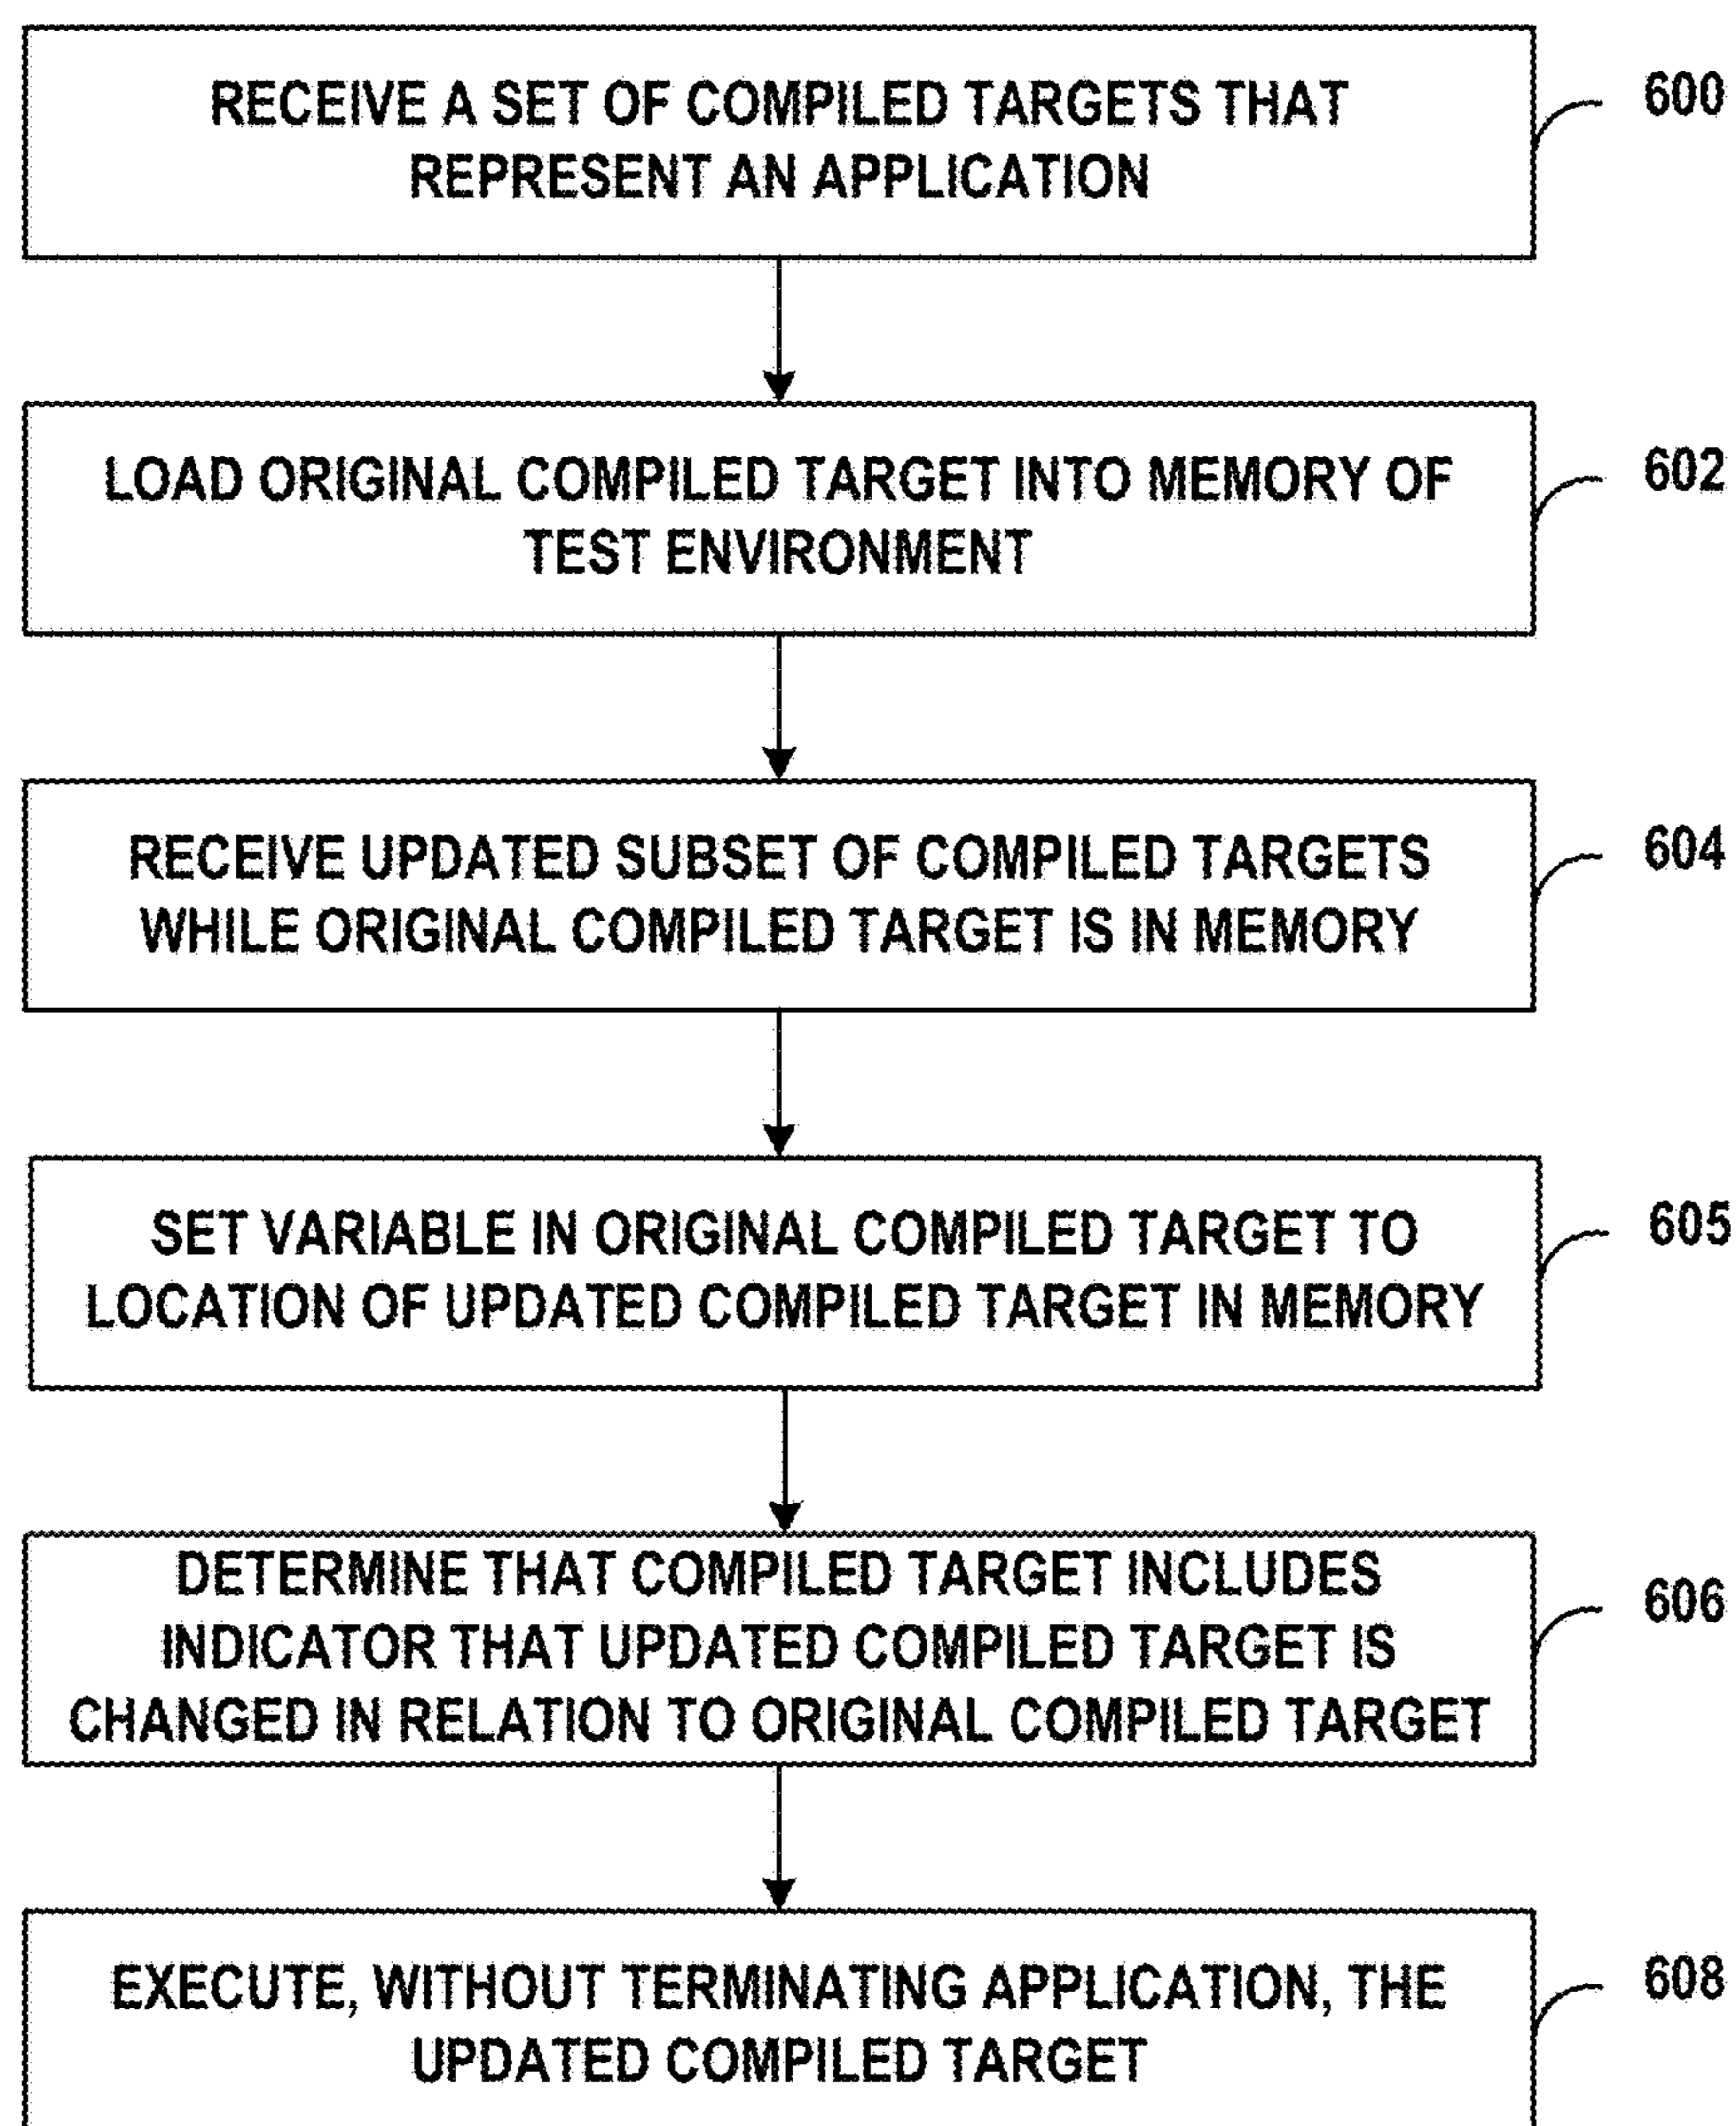 RECEIVE A SET OF COMPILED TARGETS THAT
REPRESENT AN APPLICATION
600
LOAD ORIGINAL COMPILED TARGET INTO MEMORY OF
TEST ENVIRONMENT
602
RECEIVE UPDATED SUBSET OF COMPILED TARGETS
WHILE ORIGINAL COMPILED TARGET IS IN MEMORY
604
SET VARIABLE IN ORIGINAL COMPILED TARGET TO
LOCATION OF UPDATED COMPILED TARGET IN MEMORY
605
DETERMINE THAT COMPILED TARGET INCLUDES
INDICATOR THAT UPDATED COMPILED TARGET IS
CHANGED IN RELATION TO ORIGINAL COMPILED TARGET
606
EXECUTE, WITHOUT TERMINATING APPLICATION, THE
UPDATED COMPILED TARGET
608